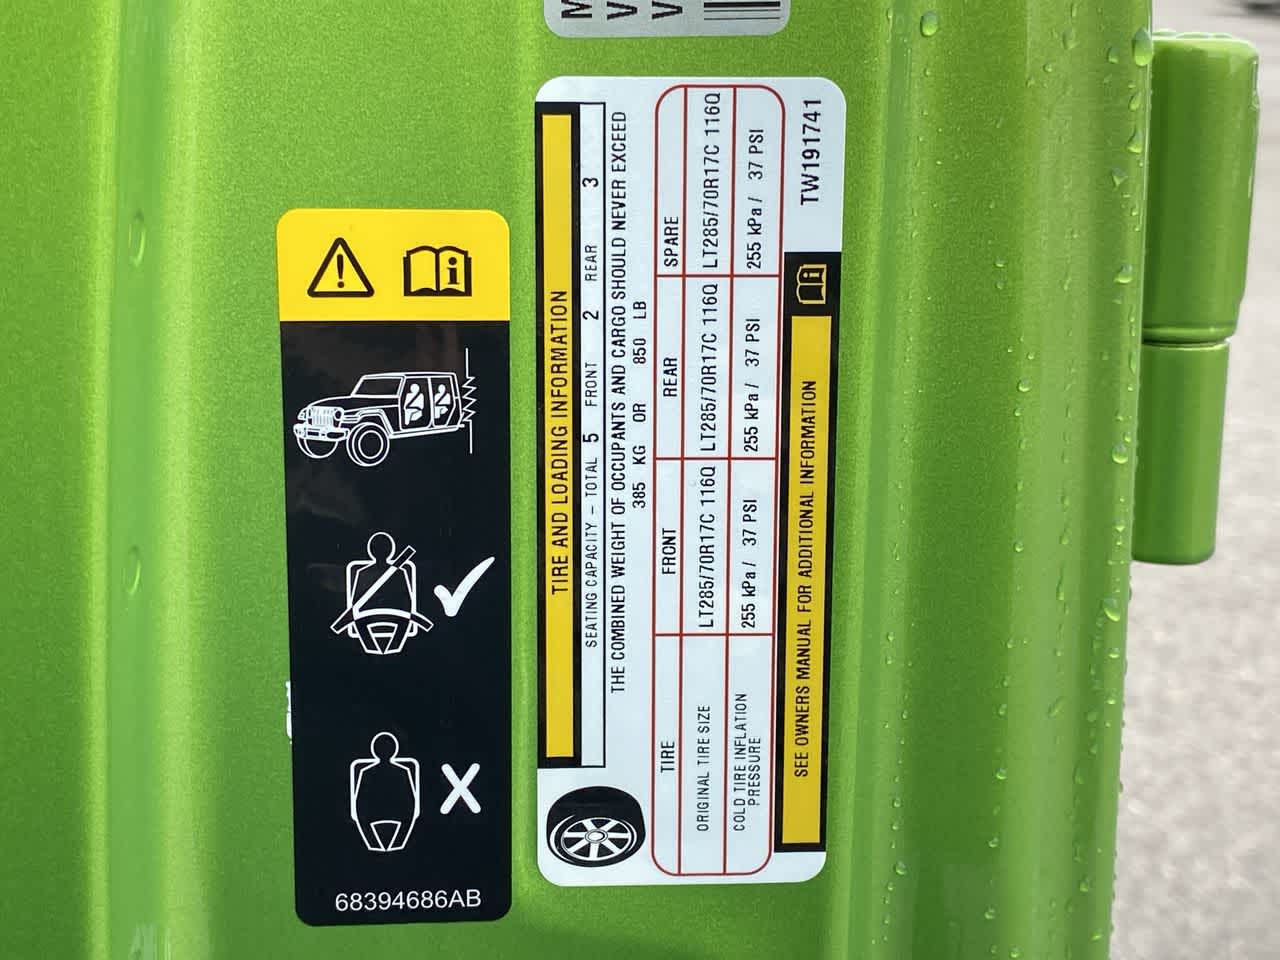 68394686AB
TIRE AND LOADING INFORMATION
SEATING CAPACITY – TOTAL 5 FRONT 2 REAR 3
THE COMBINED WEIGHT OF OCCUPANTS AND CARGO SHOULD NEVER EXCEED
385 KG OR 850 LB
TIRE FRONT REAR SPARE
ORIGINAL TIRE SIZE LT285/70R17C 116Q LT285/70R17C 116Q LT285/70R17C 116Q
COLD TIRE INFLATION
PRESSURE 255 kPa / 37 PSI 255 kPa / 37 PSI 255 kPa / 37 PSI
SEE OWNERS MANUAL FOR ADDITIONAL INFORMATION
TW191741